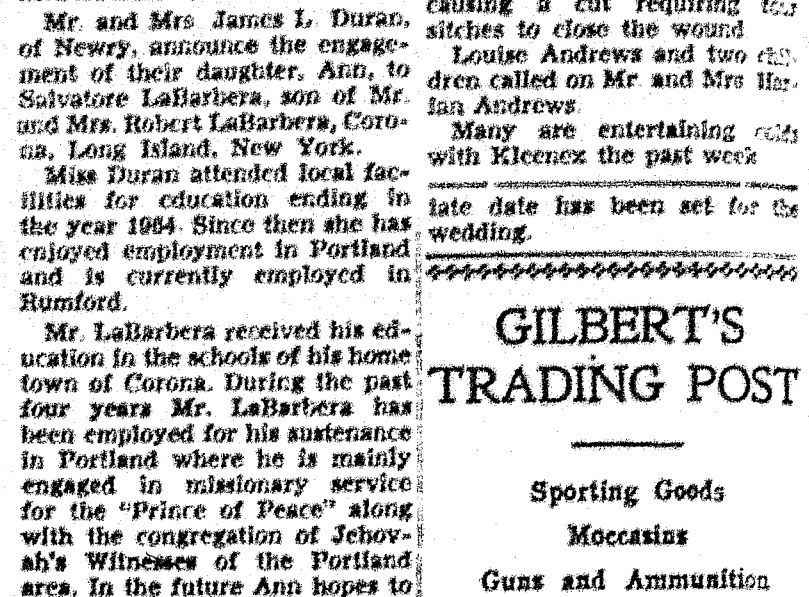 Mr. and Mrs. James L. Duran,
of Newry, announce the engage-
ment of their daughter, Ann, to
Salvatore LaBarbera, son of Mr.
and Mrs. Robert LaBarbera, Coro-
na, Long Island, New York.
Miss Duran attended local fac-
ilities for education ending in
the year 1964. Since then she has
enjoyed employment in Portland
and is currently employed in
Rumford.
Mr. LaBarbera received his ed-
ucation in the schools of his home
town of Corona. During the past
four years Mr. LaBarbera has
been employed for his sustenance
in Portland where he is mainly
engaged in missionary service
for the "Prince of Peace" along
with the congregation of Jehov-
ah's Witnesses of the Portland
area. In the future Ann hopes to
causing a cut requiring four
sitches to close the wound
Louise Andrews and two chil-
dren called on Mr. and Mrs Har-
lan Andrews.
Many are entertaining colds
with Kleenex the past week
late date has been set for the
wedding.
GILBERT'S
TRADING POST
Sporting Goods
Moccasins
Guns and Ammunition